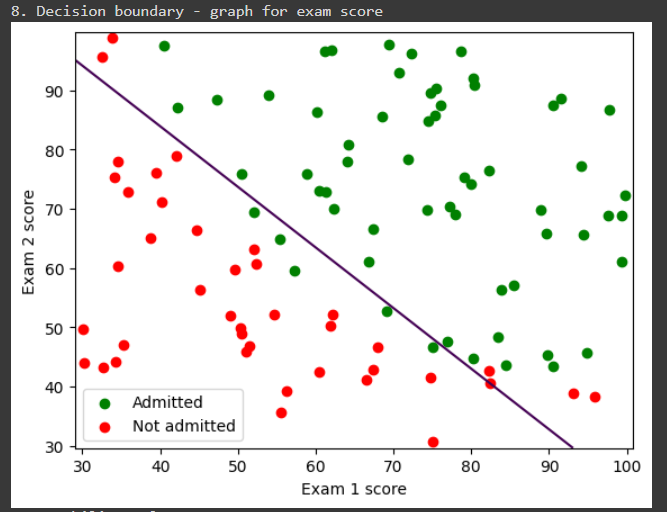 8. Decision boundary - graph for exam score
90
80
70
60
50
40
30
Exam 2 score
Admitted
Not admitted
30 40 50 60 70 80 90 100
Exam 1 score